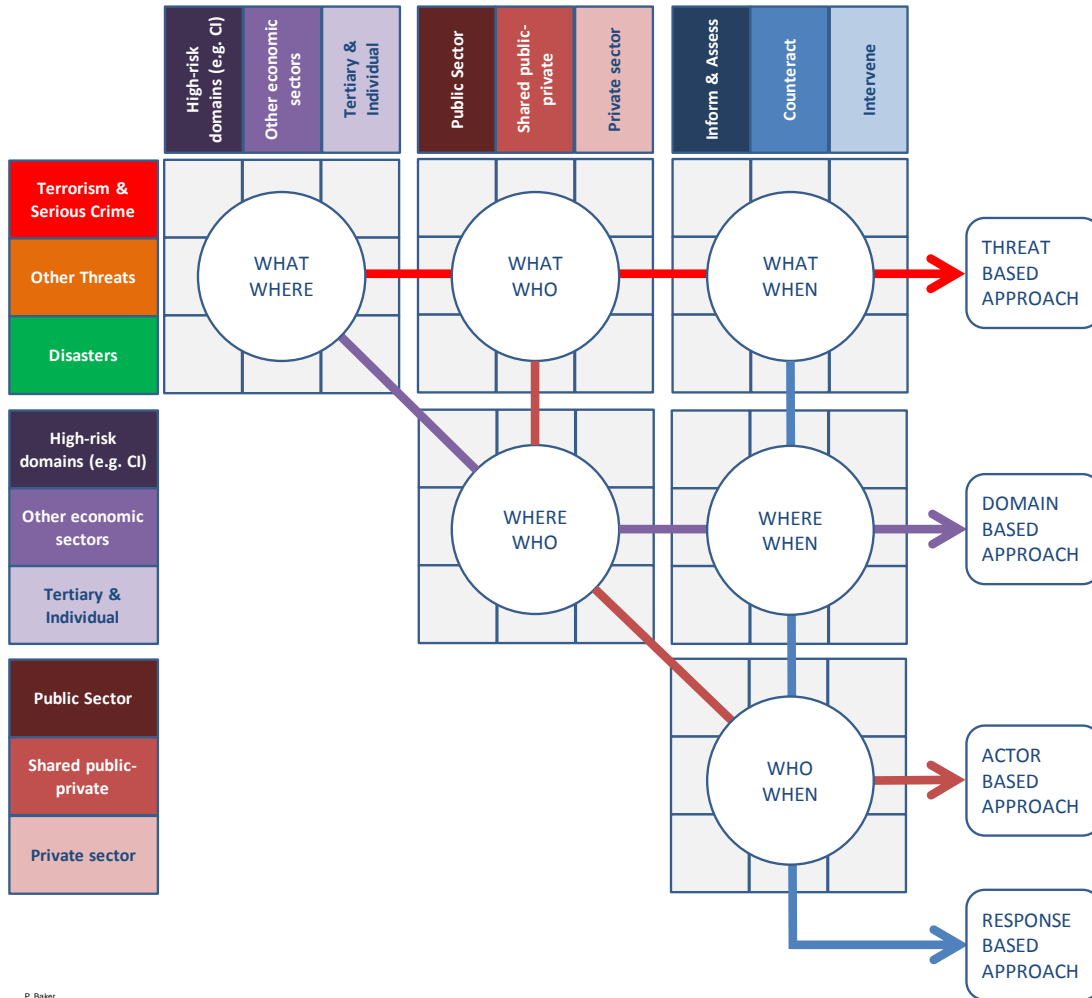 High-risk
domains (e.g. CI)
Other economic
sectors
Tertiary &
Individual
Public Sector
Shared public-
private
Private sector
Inform & Assess
Counteract
Intervene
Terrorism &
Serious Crime
Other Threats
Disasters
WHAT
WHERE
WHAT
WHO
WHAT
WHEN
THREAT
BASED
APPROACH
High-risk
domains (e.g. CI)
Other economic
sectors
Tertiary &
Individual
WHERE
WHO
WHERE
WHEN
DOMAIN
BASED
APPROACH
Public Sector
Shared public-
private
Private sector
WHO
WHEN
ACTOR
BASED
APPROACH
RESPONSE
BASED
APPROACH
P. Baker